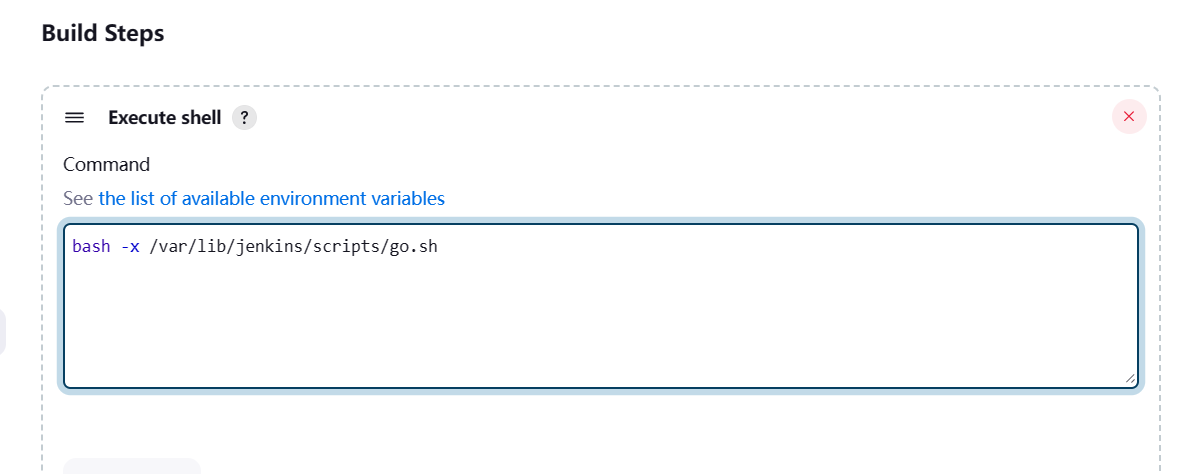 Build Steps
Execute shell ?
Command
See the list of available environment variables
bash -x /var/lib/jenkins/scripts/go.sh